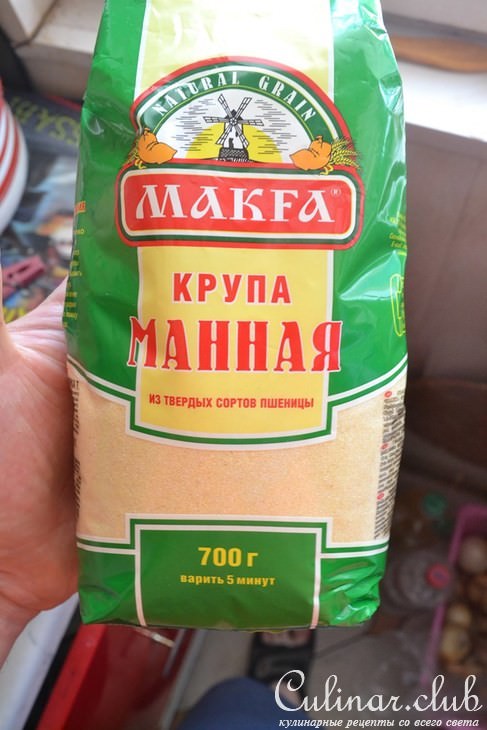 NATURAL GRAIN
MAKFA®
КРУПА
МАННАЯ
ИЗ ТВЕРДЫХ СОРТОВ ПШЕНИЦЫ
700 г
варить 5 минут
Culinar.club
кулинарные рецепты со всего света